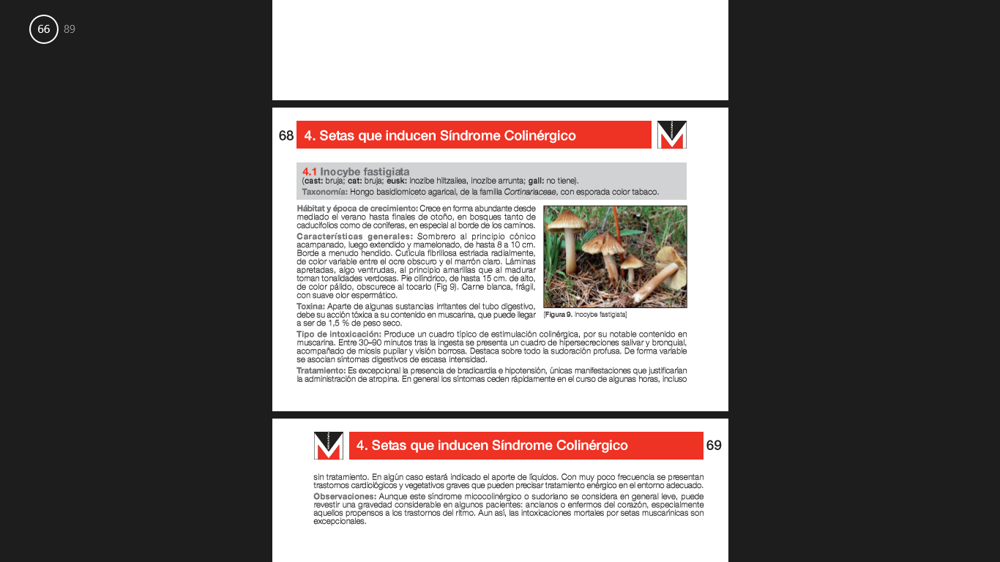 66 89
68 4. Setas que inducen Síndrome Colinérgico
4.1 Inocybe fastigiata
(cast: bruja; cat: bruja; eusk: inozibe hiltzailea, inozibe arrunta; gall: no tiene).
Taxonomía: Hongo basidiomiceto agarical, de la familia Cortinariaceae, con esporada color tabaco.
Hábitat y época de crecimiento: Crece en forma abundante desde
mediado el verano hasta finales de otoño, en bosques tanto de
caducifolios como de coníferas, en especial al borde de los caminos.
Características generales: Sombrero al principio cónico
acampanado, luego extendido y mamelonado, de hasta 8 a 10 cm.
Borde a menudo hendido. Cutícula fibrillosa estriada radialmente,
de color variable entre el ocre obscuro y el marrón claro. Láminas
apretadas, algo ventrudas, al principio amarillas que al madurar
toman tonalidades verdosas. Pie cilíndrico, de hasta 15 cm. de alto,
de color pálido, obscurece al tocarlo (Fig 9). Carne blanca, frágil,
con suave olor espermático.
Toxina: Aparte de algunas sustancias irritantes del tubo digestivo,
debe su acción tóxica a su contenido en muscarina, que puede llegar
a ser de 1,5 % de peso seco.
[Figura 9. Inocybe fastigiata]
Tipo de intoxicación: Produce un cuadro típico de estimulación colinérgica, por su notable contenido en
muscarina. Entre 30–90 minutos tras la ingesta se presenta un cuadro de hipersecreciones salivar y bronquial,
acompañado de miosis pupilar y visión borrosa. Destaca sobre todo la sudoración profusa. De forma variable
se asocian síntomas digestivos de escasa intensidad.
Tratamiento: Es excepcional la presencia de bradicardia e hipotensión, únicas manifestaciones que justificarían
la administración de atropina. En general los síntomas ceden rápidamente en el curso de algunas horas, incluso
4. Setas que inducen Síndrome Colinérgico 69
sin tratamiento. En algún caso estará indicado el aporte de líquidos. Con muy poco frecuencia se presentan
trastornos cardiológicos y vegetativos graves que pueden precisar tratamiento enérgico en el entorno adecuado.
Observaciones: Aunque este síndrome micocolinérgico o sudoriano se considera en general leve, puede
revestir una gravedad considerable en algunos pacientes: ancianos o enfermos del corazón, especialmente
aquellos propensos a los trastornos del ritmo. Aun así, las intoxicaciones mortales por setas muscarínicas son
excepcionales.